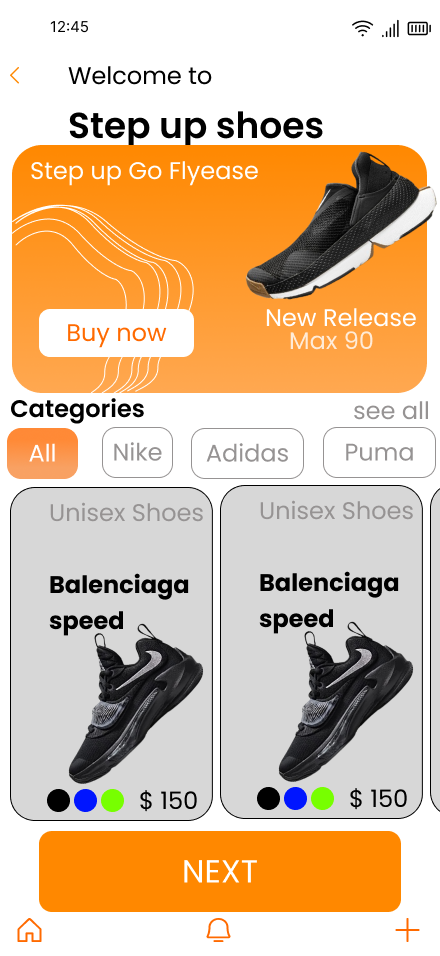 12:45
Welcome to
Step up shoes
Step up Go Flyease
Buy now
New Release
Max 90
Categories
see all
All
Nike
Adidas
Puma
Unisex Shoes
Balenciaga
speed
$ 150
Unisex Shoes
Balenciaga
speed
$ 150
NEXT